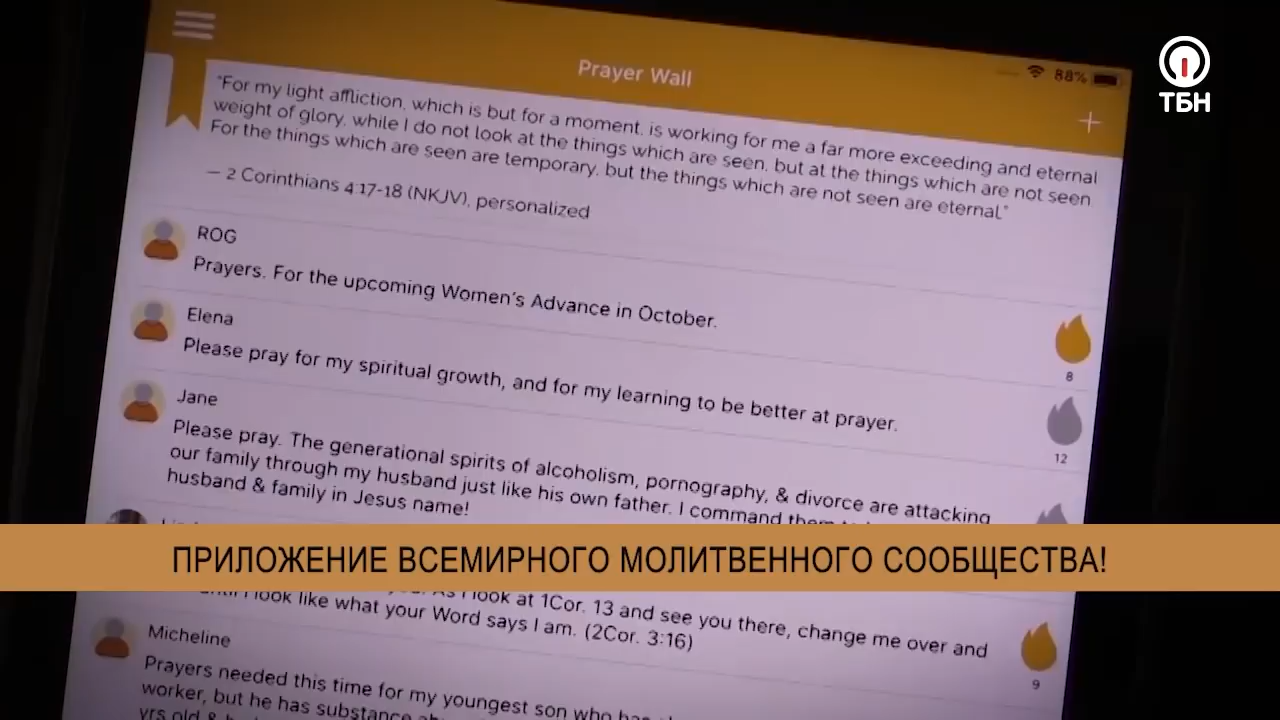 Prayer Wall
88%
ТБН
"For my light affliction, which is but for a moment, is working for me a far more exceeding and eternal
weight of glory, while I do not look at the things which are seen, but at the things which are not seen.
For the things which are seen are temporary, but the things which are not seen are eternal."
— 2 Corinthians 4:17-18 (NKJV), personalized
ROG
Prayers. For the upcoming Women's Advance in October.
8
Elena
Please pray for my spiritual growth, and for my learning to be better at prayer.
12
Jane
Please pray. The generational spirits of alcoholism, pornography, & divorce are attacking
our family through my husband just like his own father. I command them
husband & family in Jesus name!
ПРИЛОЖЕНИЕ ВСЕМИРНОГО МОЛИТВЕННОГО СООБЩЕСТВА!
As I look at 1Cor. 13 and see you there, change me over and
I look like what your Word says I am. (2Cor. 3:16)
9
Micheline
Prayers needed this time for my youngest son who has
worker, but he has substance
yrs old &